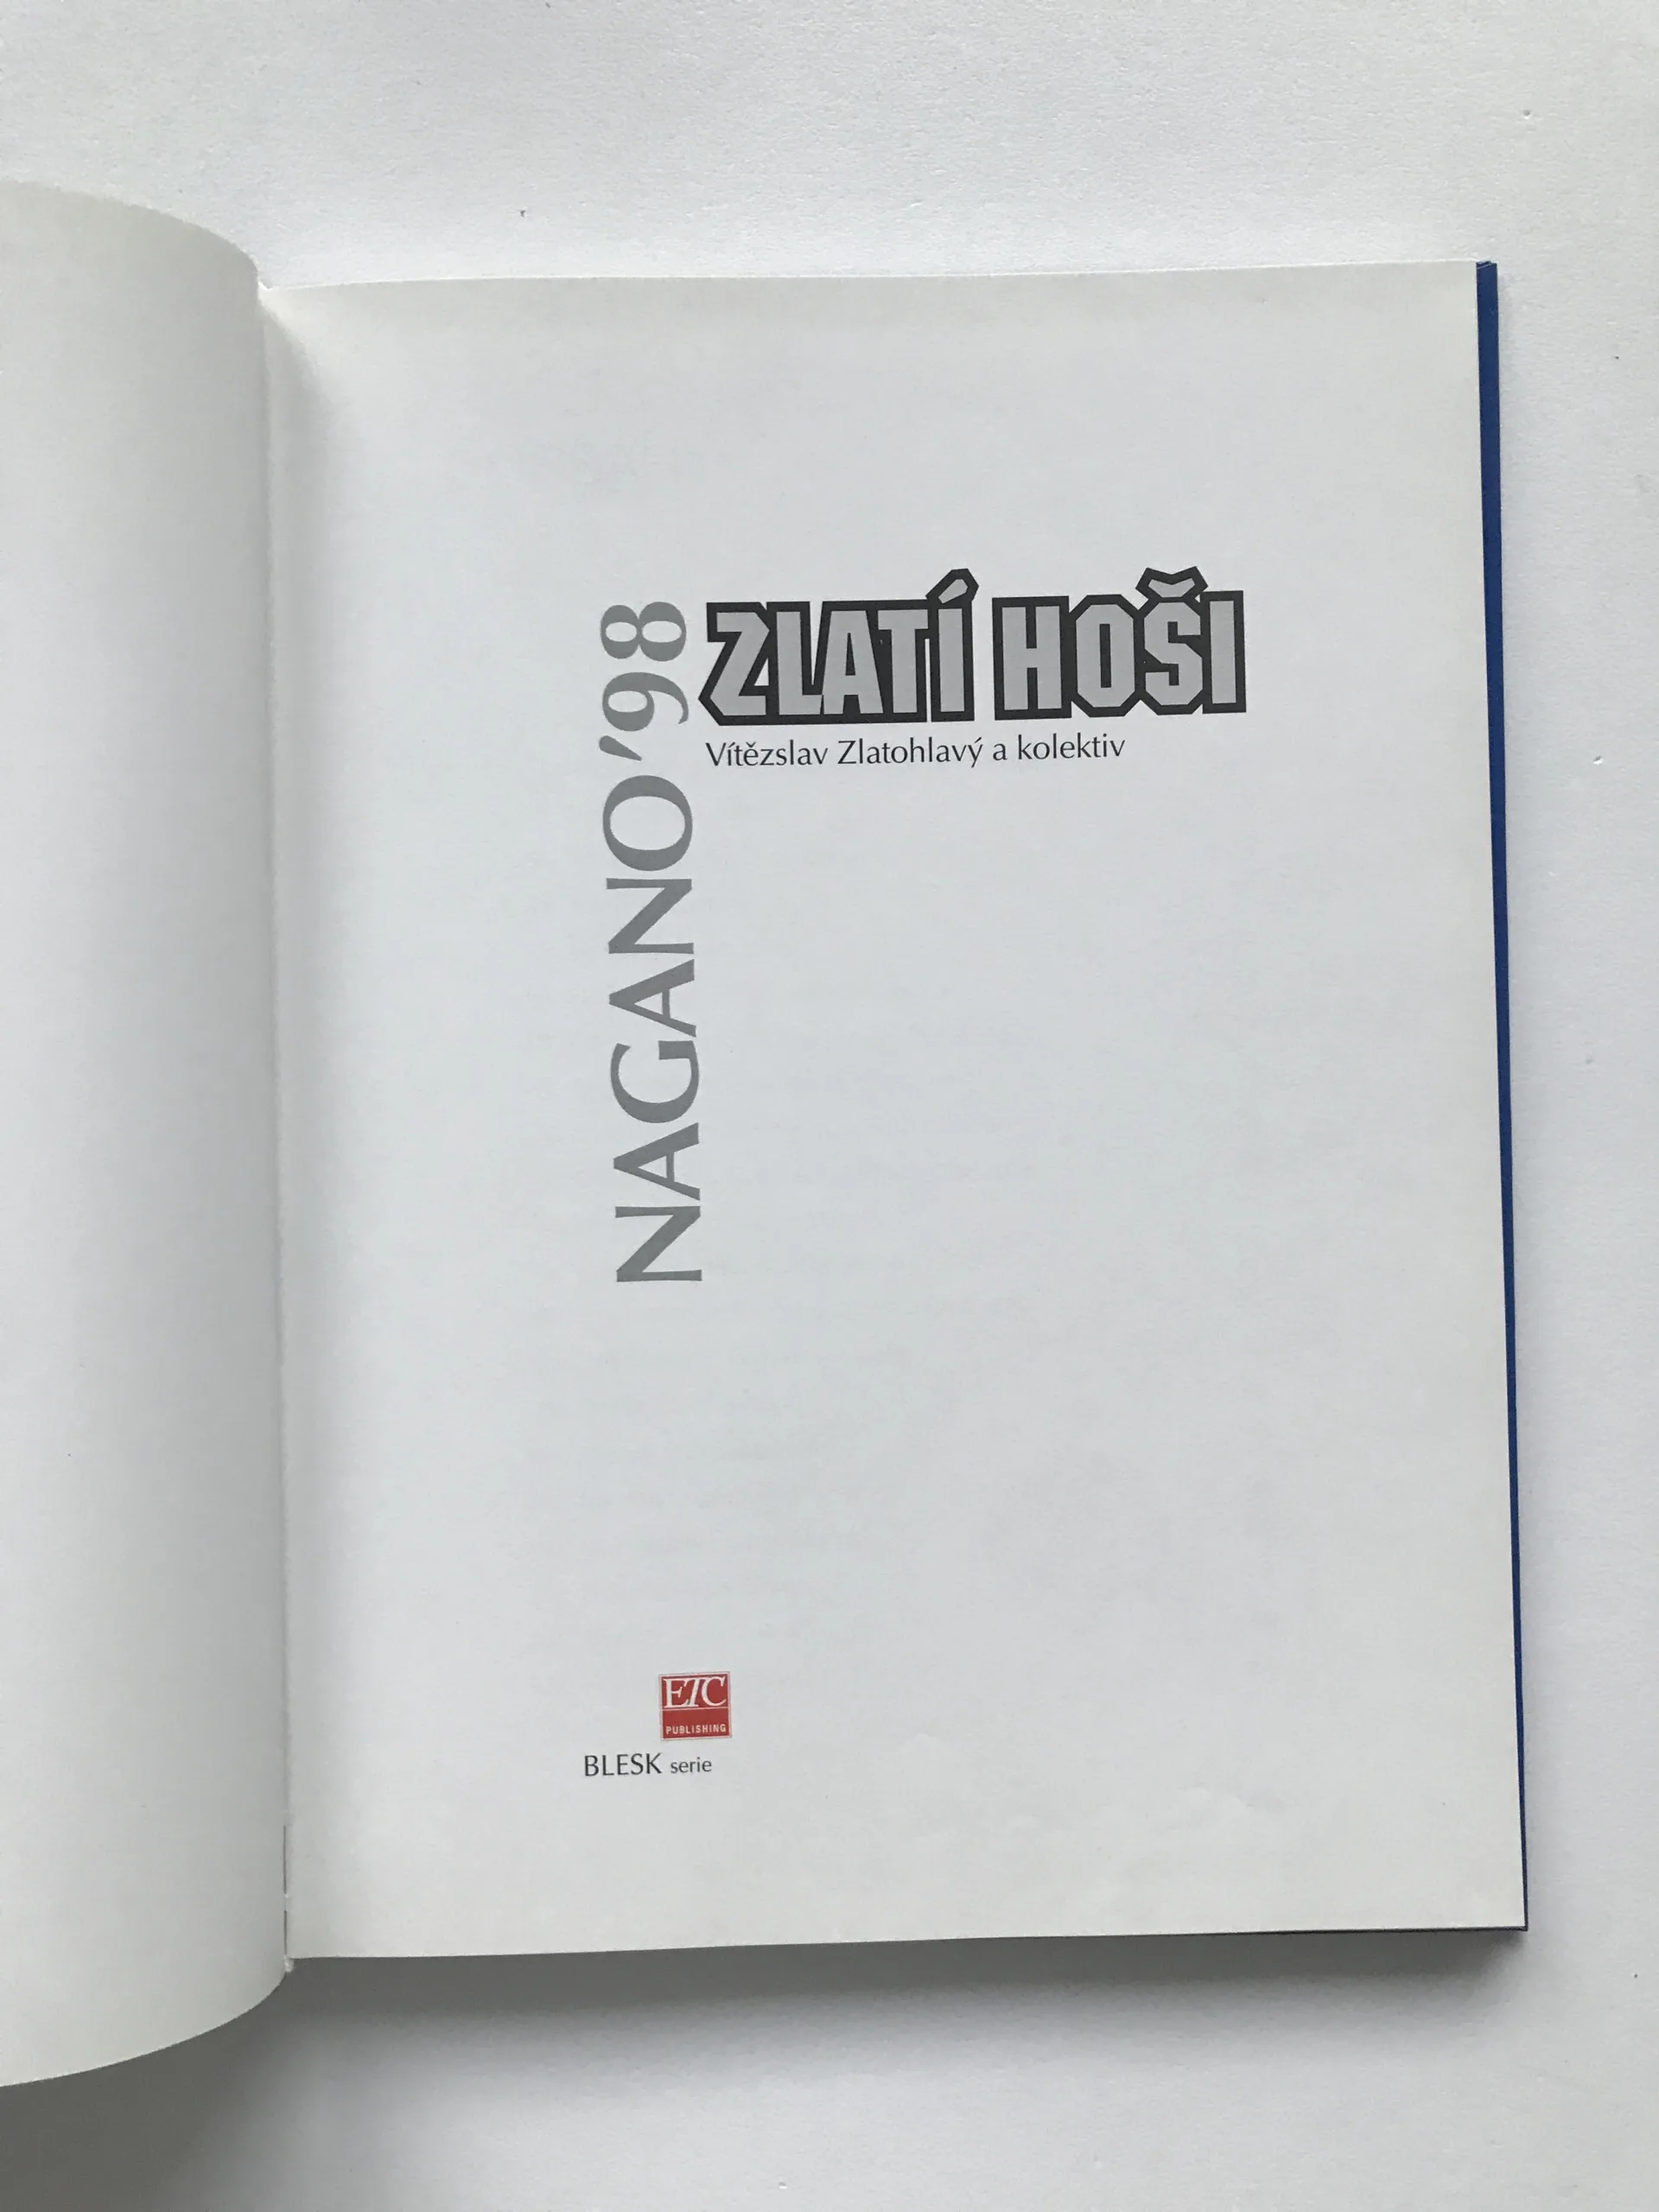 NAGANO'98
ZLATÍ HOŠI
Vítězslav Zlatohlavý a kolektiv
ETC
PUBLISHING
BLESK serie